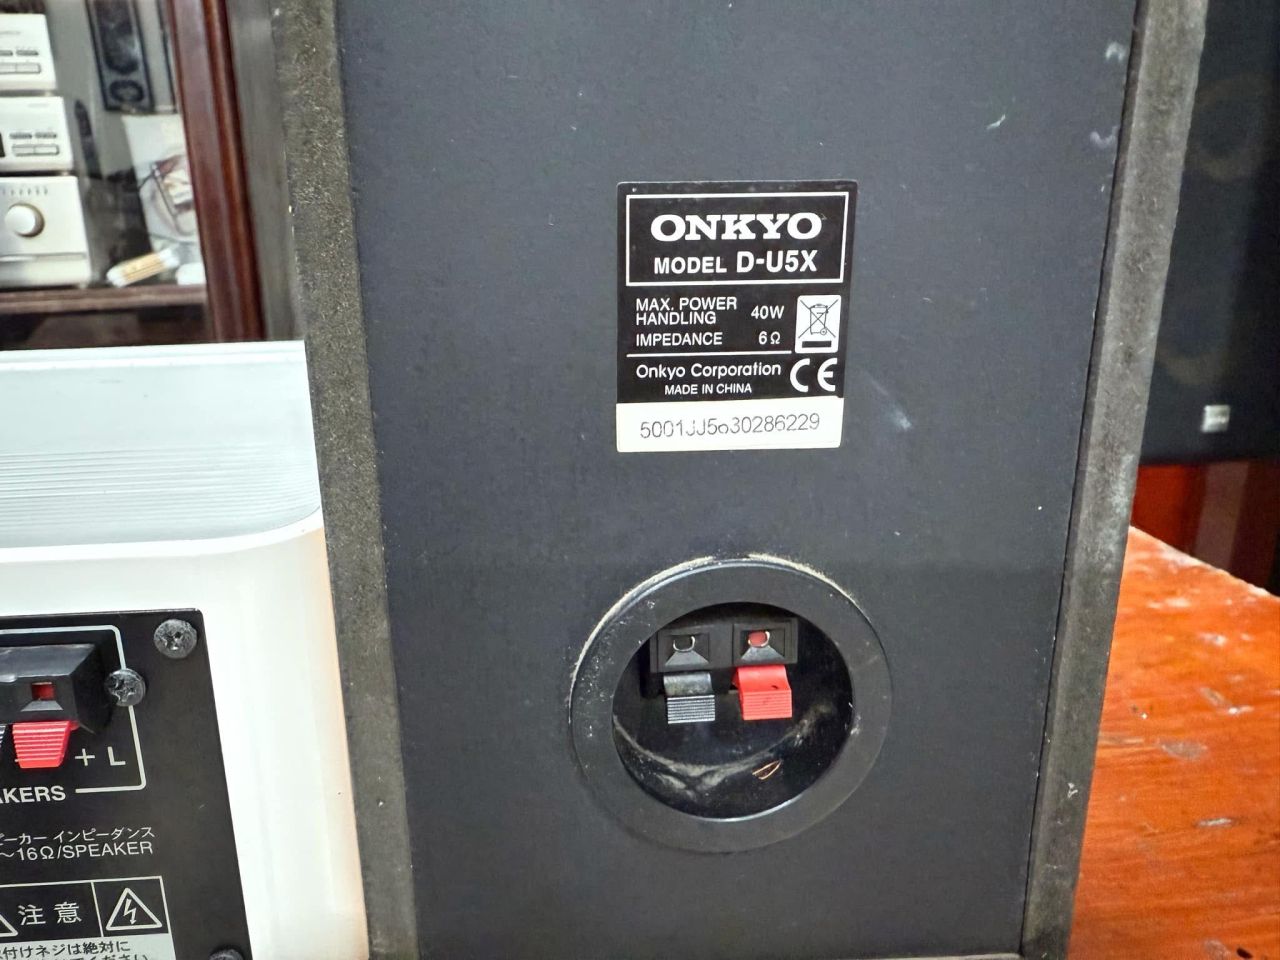 ONKYO
MODEL D-U5X
MAX. POWER
HANDLING 40W
IMPEDANCE 6Ω
Onkyo Corporation
MADE IN CHINA
CE
5001JJ5630286229
+ L
AKERS
ピーカー インピーダンス
～16Ω/SPEAKER
注意
付けネジは絶対に